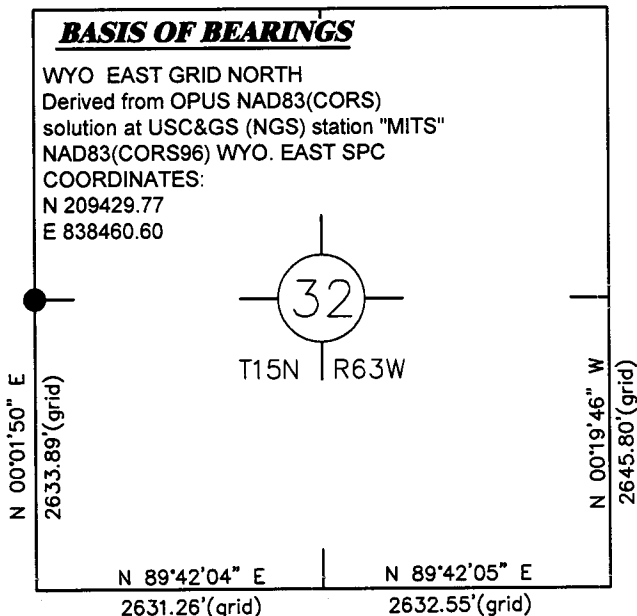 BASIS OF BEARINGS
WYO EAST GRID NORTH
Derived from OPUS NAD83(CORS)
solution at USC&GS (NGS) station "MITS"
NAD83(CORS96) WYO. EAST SPC
COORDINATES:
N 209429.77
E 838460.60
32
T15N R63W
N 00°01'50" E
2633.89'(grid)
N 00°19'46" W
2645.80'(grid)
N 89°42'04" E
2631.26'(grid)
N 89°42'05" E
2632.55'(grid)